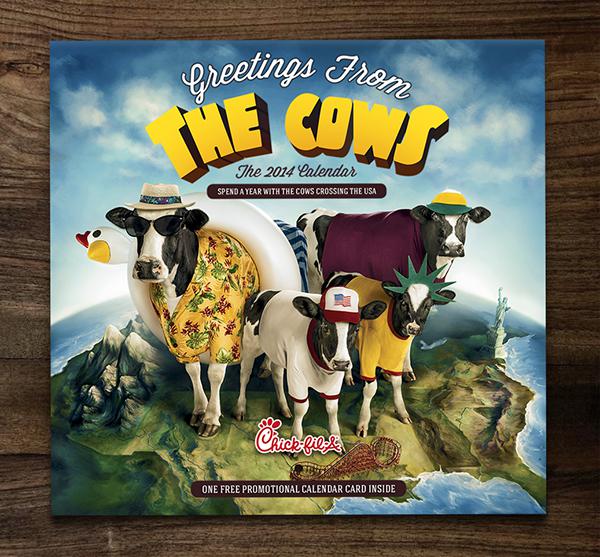 Greetings From
THE COWS
The 2014 Calendar
SPEND A YEAR WITH THE COWS CROSSING THE USA
Chick-fil-A
ONE FREE PROMOTIONAL CALENDAR CARD INSIDE